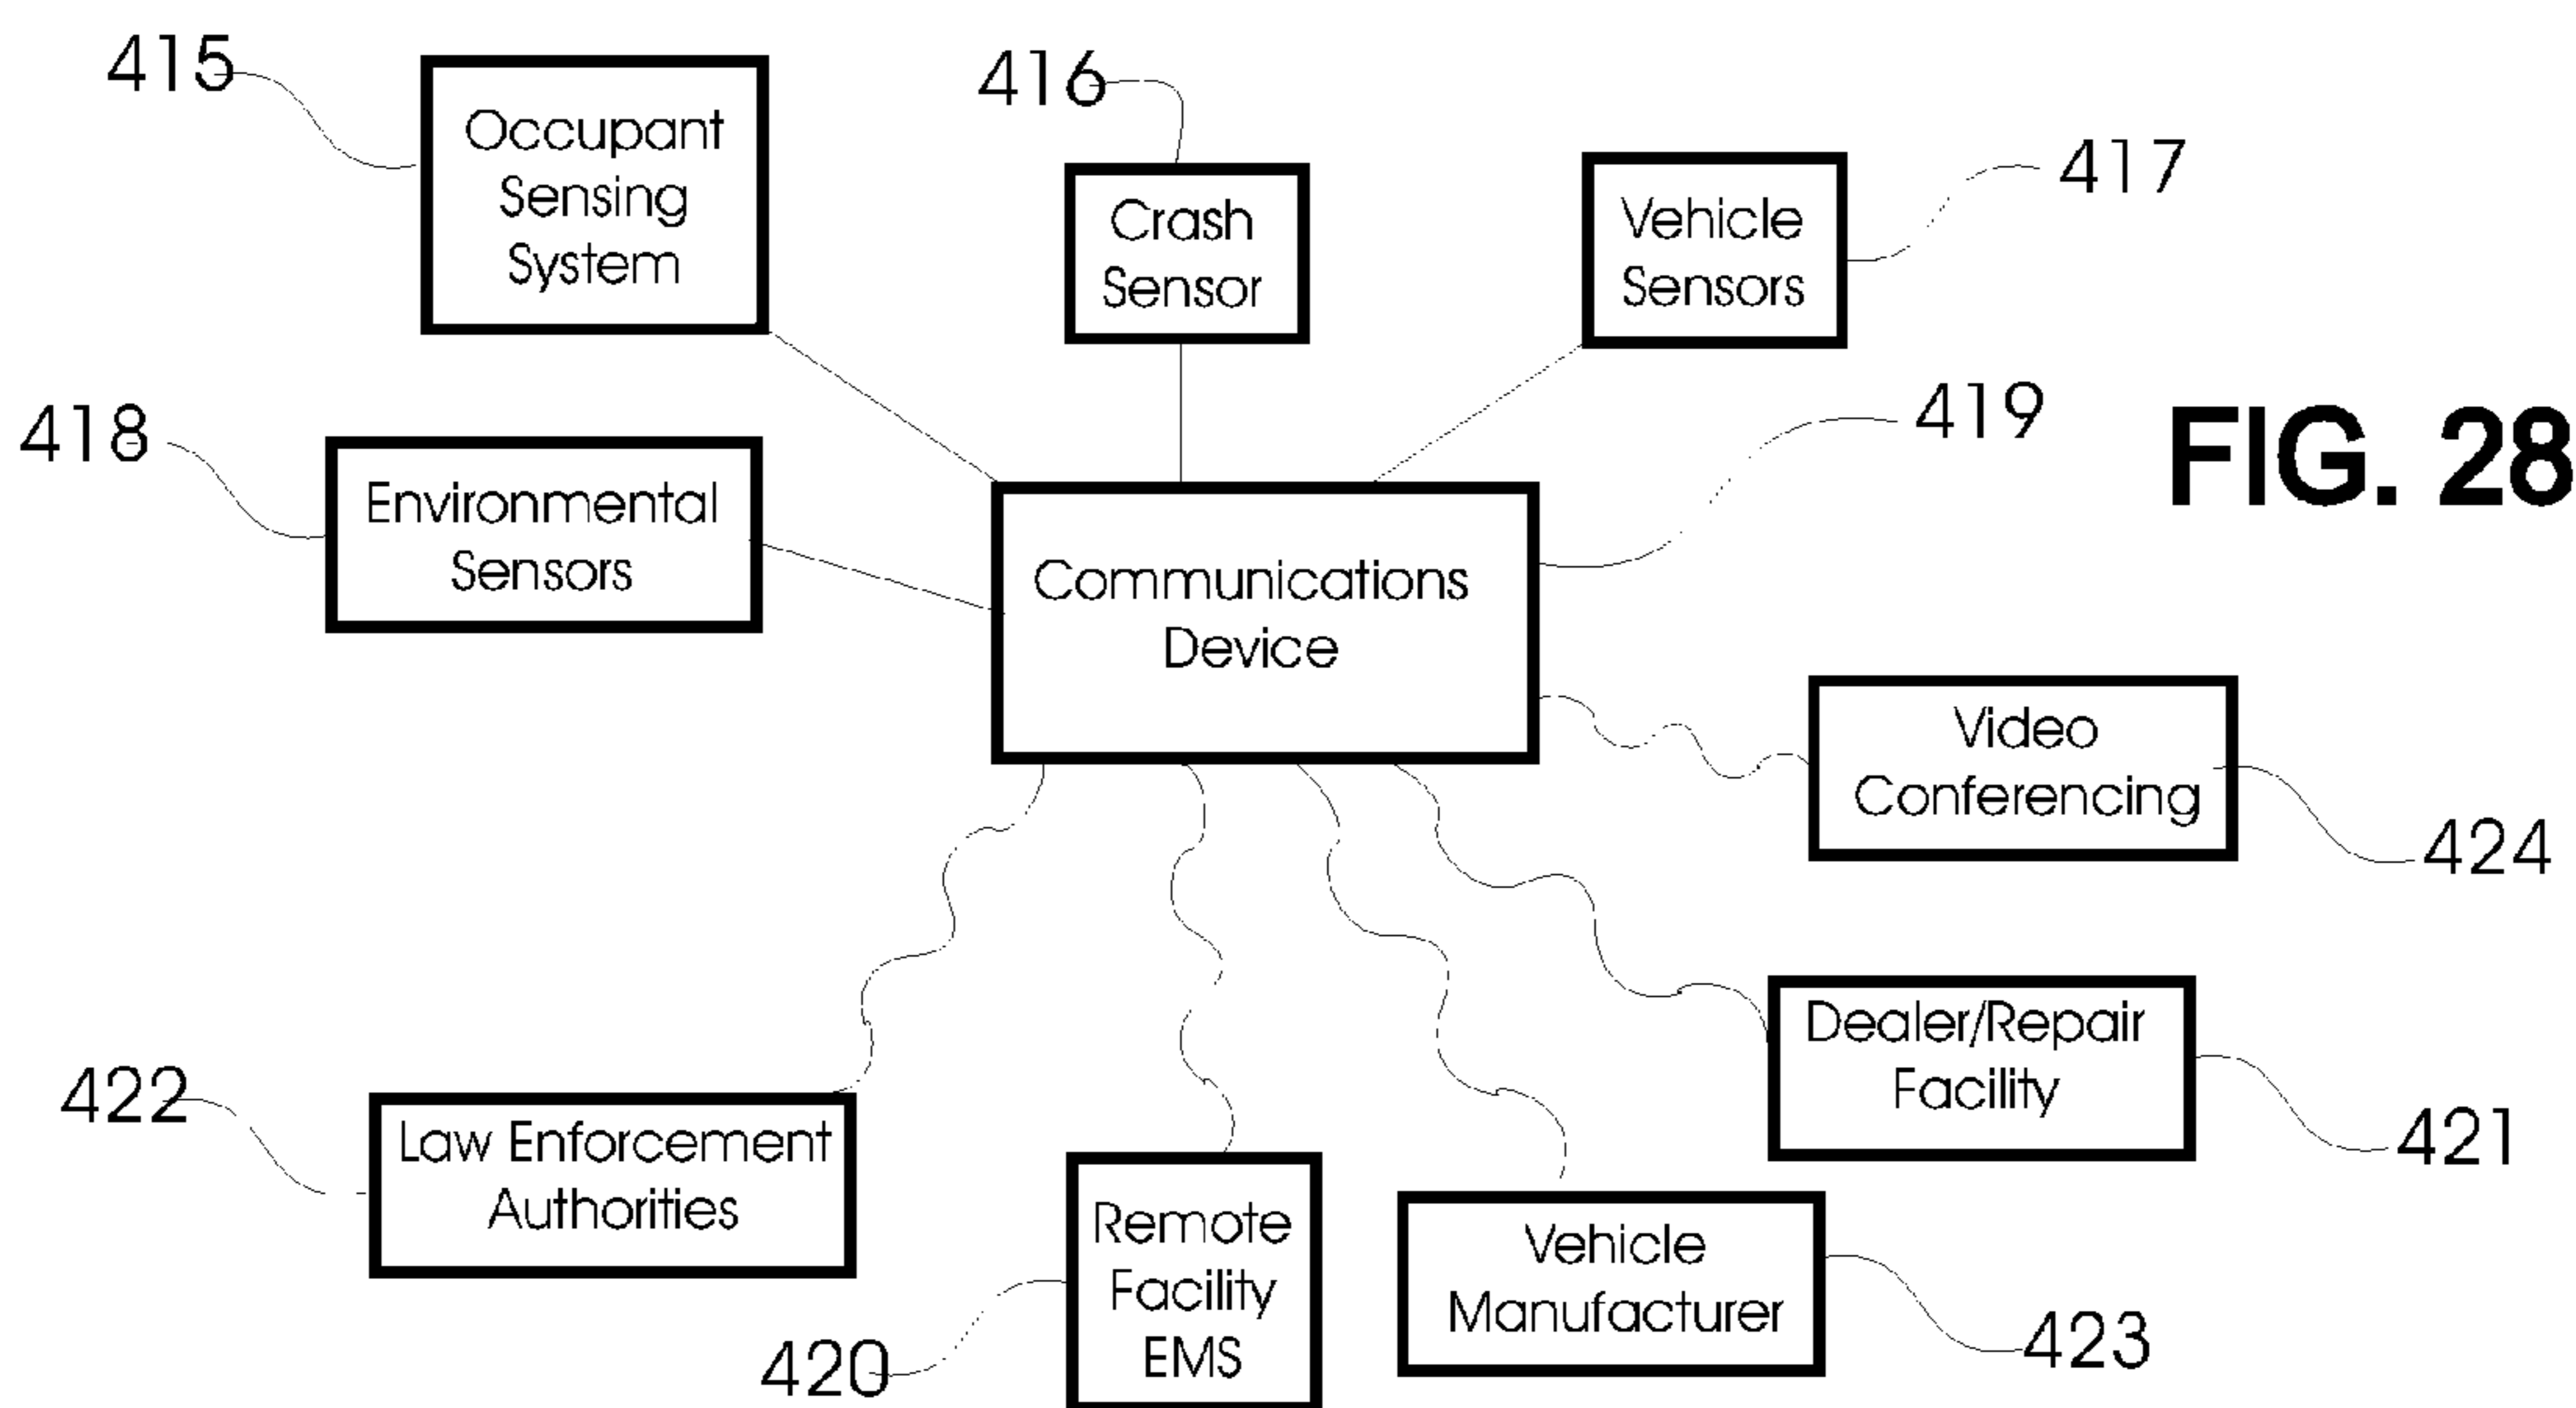 415
Occupant
Sensing
System
416
Crash
Sensor
Vehicle
Sensors
417
418
Environmental
Sensors
419
FIG. 28
Communications
Device
Video
Conferencing
424
Dealer/Repair
Facility
421
422
Law Enforcement
Authorities
Remote
Facility
EMS
420
Vehicle
Manufacturer
423